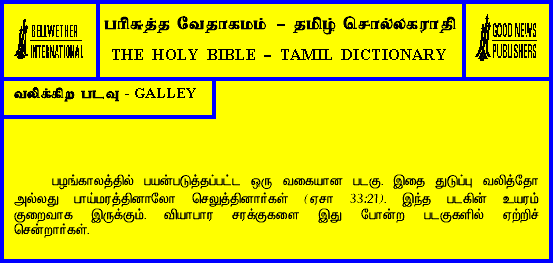 BELLWETHER
INTERNATIONAL
பரிசுத்த வேதாகமம் – தமிழ் சொல்லகராதி
THE HOLY BIBLE – TAMIL DICTIONARY
GOOD NEWS
PUBLISHERS
வலிக்கிற படவு - GALLEY
பழங்காலத்தில் பயன்படுத்தப்பட்ட ஒரு வகையான படகு. இதை துடுப்பு வலித்தோ
அல்லது பாய்மரத்தினாலோ செலுத்தினார்கள் (ஏசா 33:21). இந்த படகின் உயரம்
குறைவாக இருக்கும். வியாபார சரக்குகளை இது போன்ற படகுகளில் ஏற்றிச்
சென்றார்கள்.